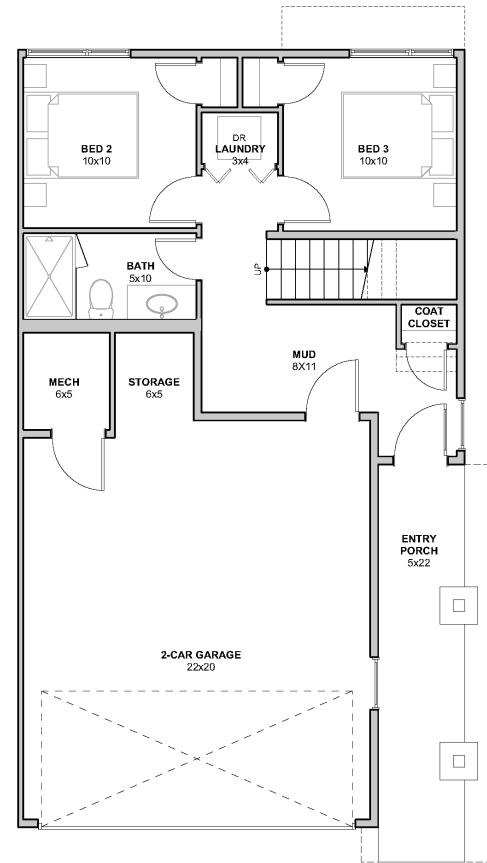 DR
LAUNDRY
3x4
BED 2
10x10
BED 3
10x10
BATH
5x10
UP
COAT
CLOSET
MUD
8X11
MECH
6x5
STORAGE
6x5
ENTRY
PORCH
5x22
2-CAR GARAGE
22x20